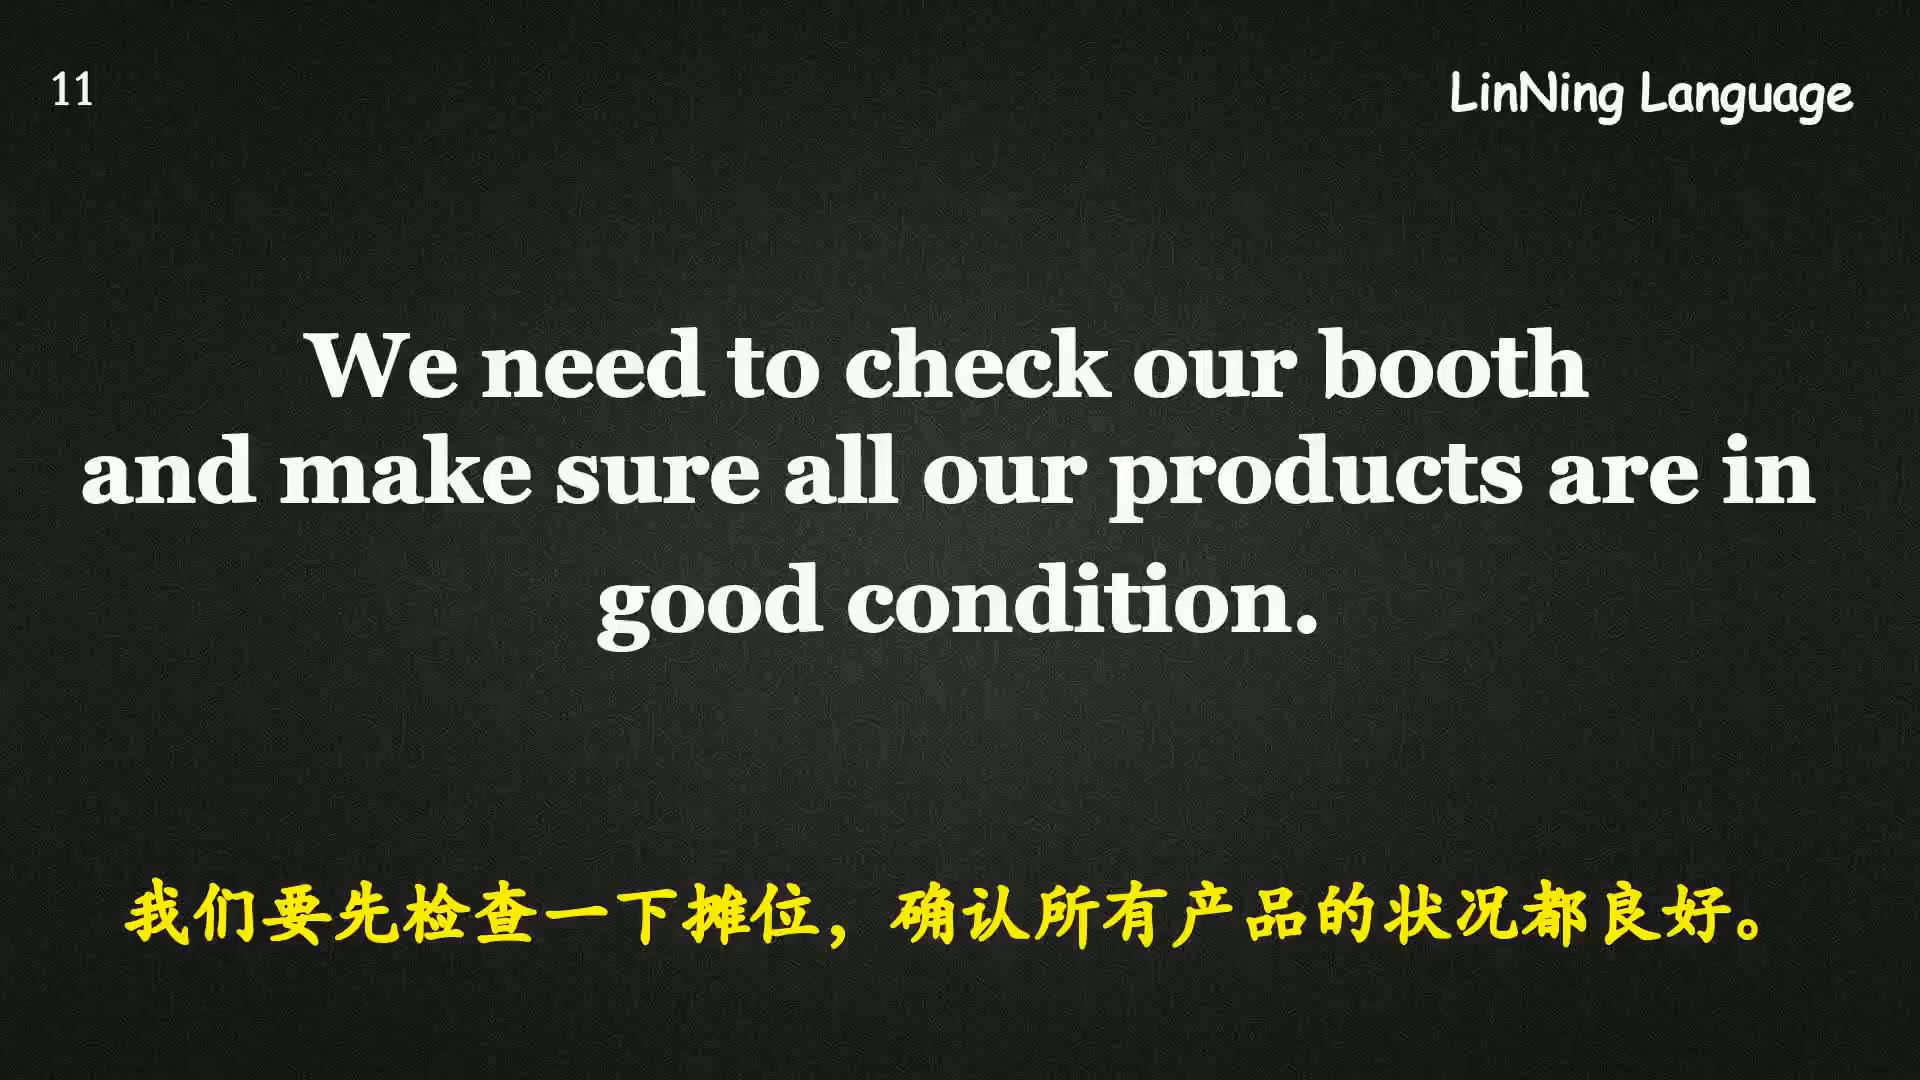 11
LinNing Language
We need to check our booth
and make sure all our products are in
good condition.
我们要先检查一下摊位，确认所有产品的状况都良好。